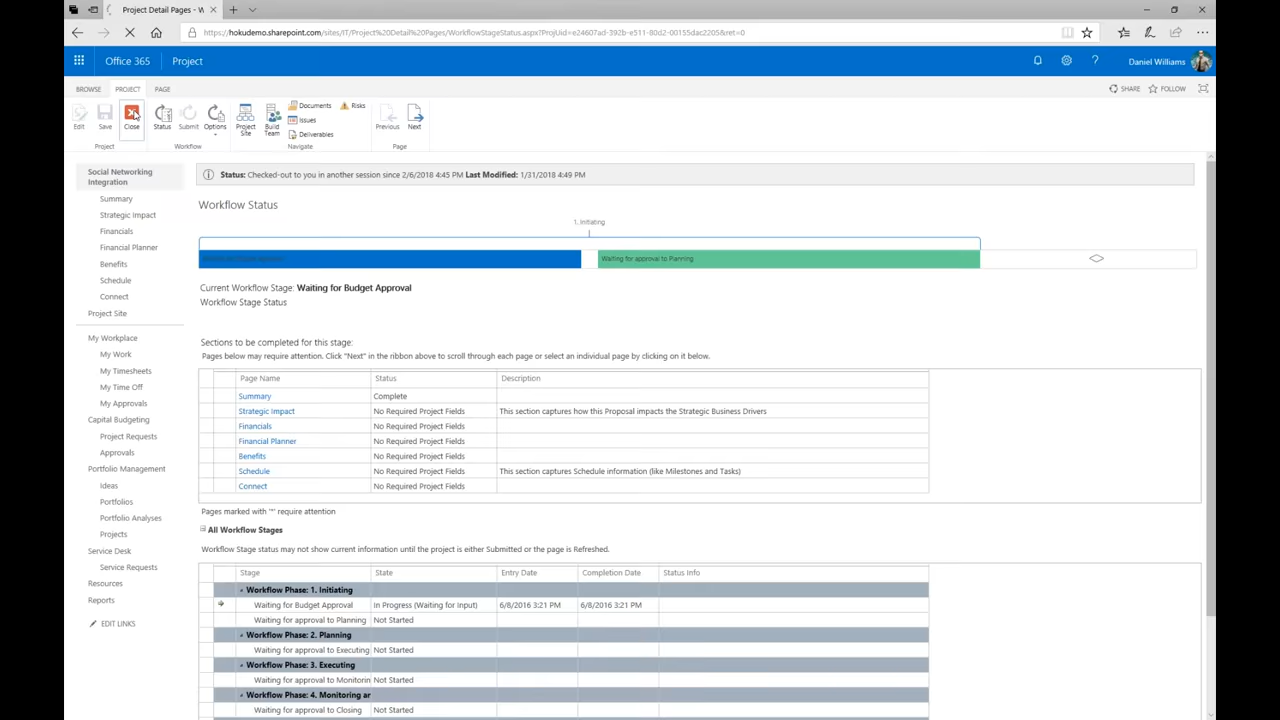 Project Detail Pages - W
https://hokudemo.sharepoint.com/sites/IT/Project%20Detail%20Pages/WorkflowStageStatus.aspx?ProjUid=e24607ad-392b-e511-80d2-00155dac2205&ret=0
Office 365 Project Daniel Williams
BROWSE PROJECT PAGE SHARE FOLLOW
Edit Save Close Status Submit Options Project Site Build Team Documents Issues Deliverables Risks Previous Next
Project Workflow Navigate Page
Social Networking
Integration
Summary
Strategic Impact
Financials
Financial Planner
Benefits
Schedule
Connect
Project Site
My Workplace
My Work
My Timesheets
My Time Off
My Approvals
Capital Budgeting
Project Requests
Approvals
Portfolio Management
Ideas
Portfolios
Portfolio Analyses
Projects
Service Desk
Service Requests
Resources
Reports
EDIT LINKS
Status: Checked-out to you in another session since 2/6/2018 4:45 PM Last Modified: 1/31/2018 4:49 PM
Workflow Status
1. Initiating
Waiting for approval to Planning
Current Workflow Stage: Waiting for Budget Approval
Workflow Stage Status
Sections to be completed for this stage:
Pages below may require attention. Click "Next" in the ribbon above to scroll through each page or select an individual page by clicking on it below.
Page Name Status Description
Summary Complete
Strategic Impact No Required Project Fields This section captures how this Proposal impacts the Strategic Business Drivers
Financials No Required Project Fields
Financial Planner No Required Project Fields
Benefits No Required Project Fields
Schedule No Required Project Fields This section captures Schedule information (like Milestones and Tasks)
Connect No Required Project Fields
Pages marked with "*" require attention
All Workflow Stages
Workflow Stage status may not show current information until the project is either Submitted or the page is Refreshed.
Stage State Entry Date Completion Date Status Info
Workflow Phase: 1. Initiating
Waiting for Budget Approval In Progress (Waiting for Input) 6/8/2016 3:21 PM 6/8/2016 3:21 PM
Waiting for approval to Planning Not Started
Workflow Phase: 2. Planning
Waiting for approval to Executing Not Started
Workflow Phase: 3. Executing
Waiting for approval to Monitorin Not Started
Workflow Phase: 4. Monitoring ar
Waiting for approval to Closing Not Started